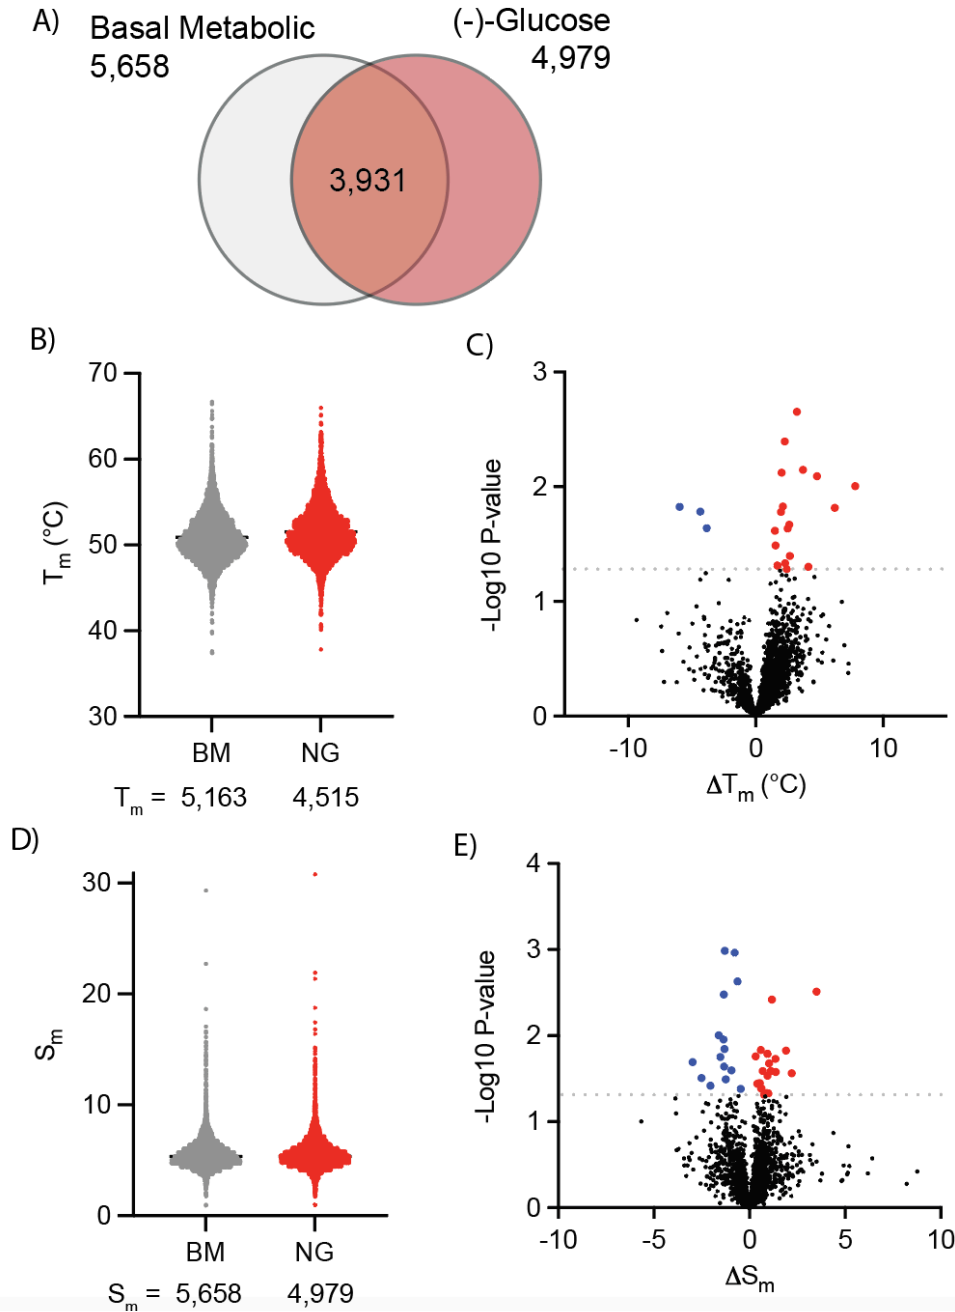 A)
Basal Metabolic
5,658
(-)-Glucose
4,979
3,931
B)
70
60
50
40
30
Tm (°C)
BM
NG
Tm = 5,163 4,515
C)
3
2
1
0
-Log10 P-value
-10
0
10
ΔTm (°C)
D)
30
20
10
0
Sm
BM
NG
Sm = 5,658 4,979
E)
4
3
2
1
0
-Log10 P-value
-10
-5
0
5
10
ΔSm